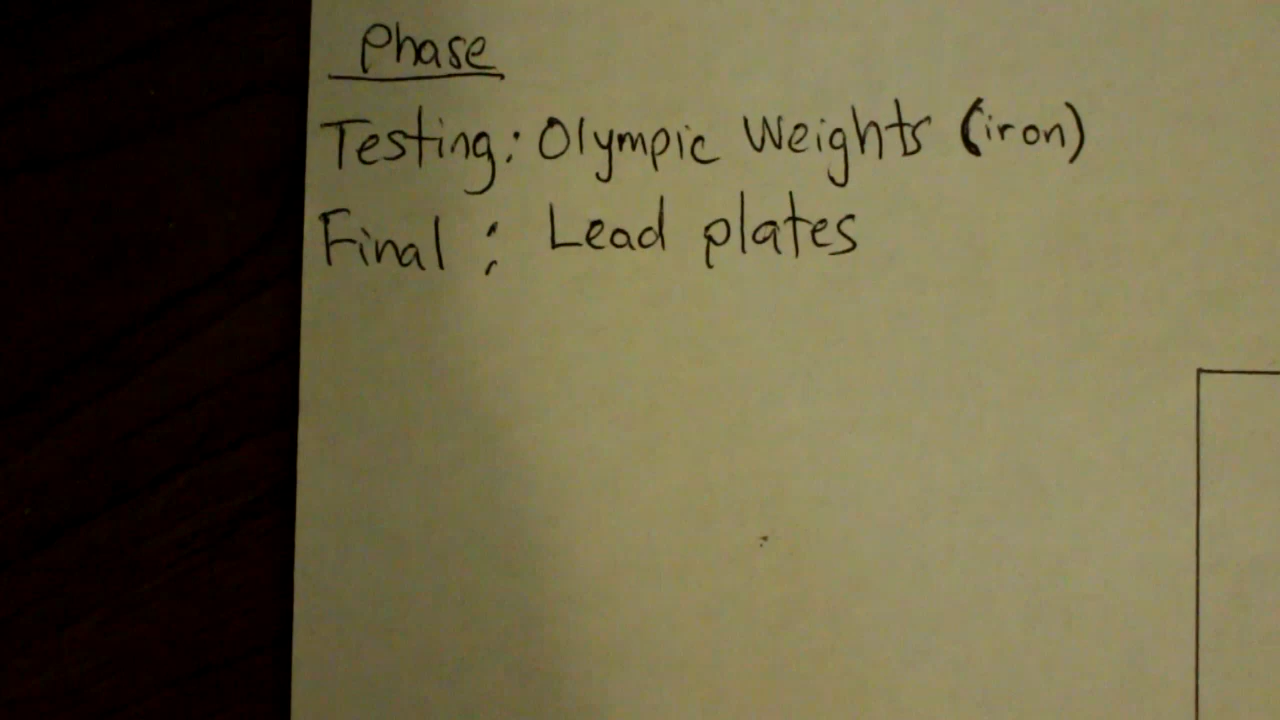 Phase
Testing: Olympic Weights (iron)
Final : Lead plates